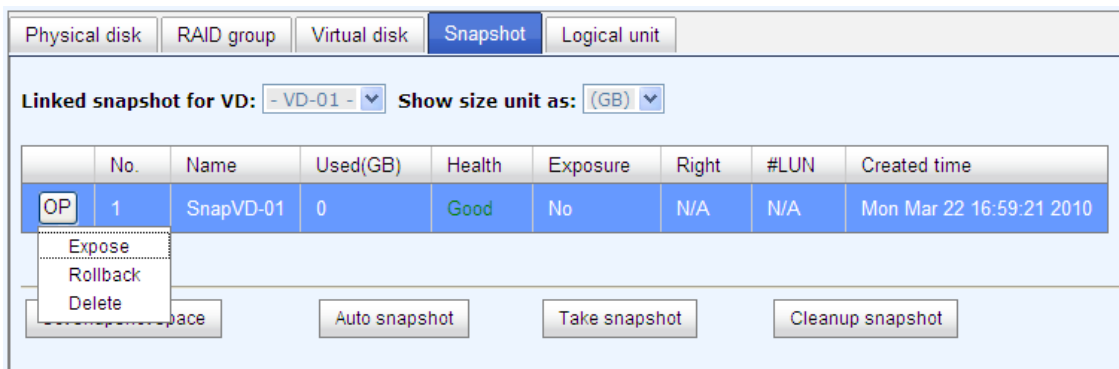 Physical disk RAID group Virtual disk Snapshot Logical unit
Linked snapshot for VD: - VD-01 - Show size unit as: (GB)
No. Name Used(GB) Health Exposure Right #LUN Created time
OP 1 SnapVD-01 0 Good No N/A N/A Mon Mar 22 16:59:21 2010
Expose
Rollback
Delete
Auto snapshot Take snapshot Cleanup snapshot